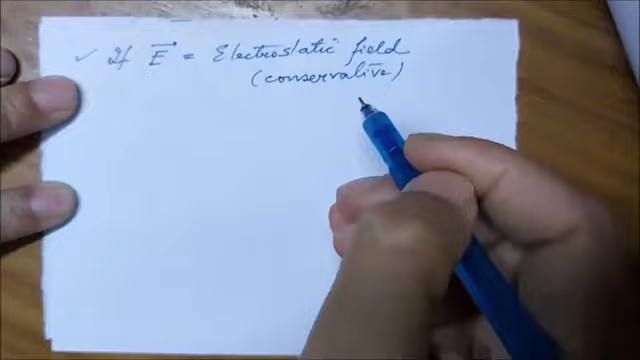 ✓ If E⃗ = Electrostatic field
(conservative)